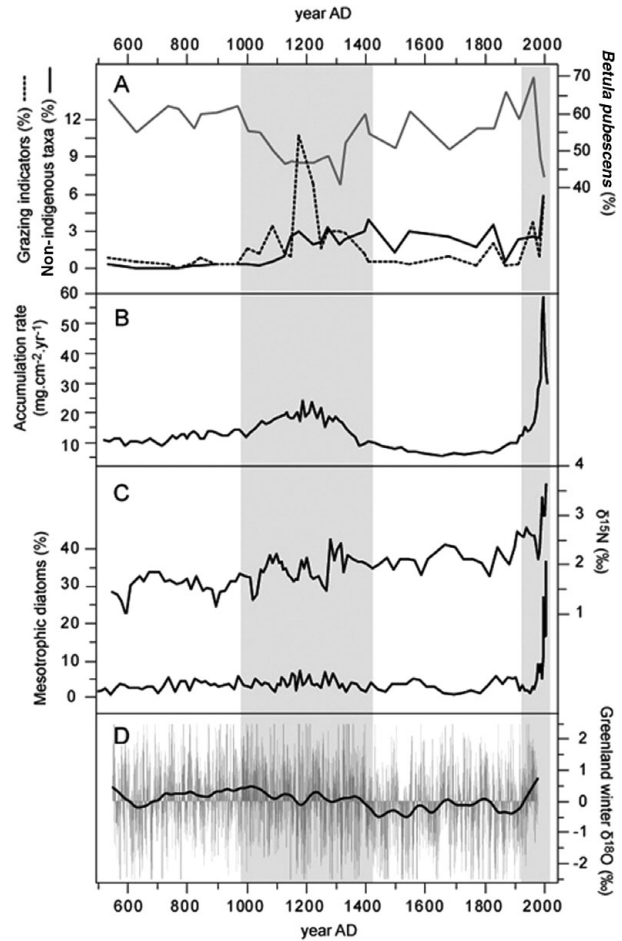 year AD
600 800 1000 1200 1400 1600 1800 2000
A
Grazing indicators (%)
Non-indigenous taxa (%)
12
9
6
3
0
70
60
50
40
Betula pubescens (%)
B
Accumulation rate
(mg.cm-2.yr-1)
60
50
40
30
20
10
C
Mesotrophic diatoms (%)
40
30
20
10
0
4
3
2
1
δ15N (‰)
D
2
1
0
-1
-2
Greenland winter δ18O (‰)
600 800 1000 1200 1400 1600 1800 2000
year AD